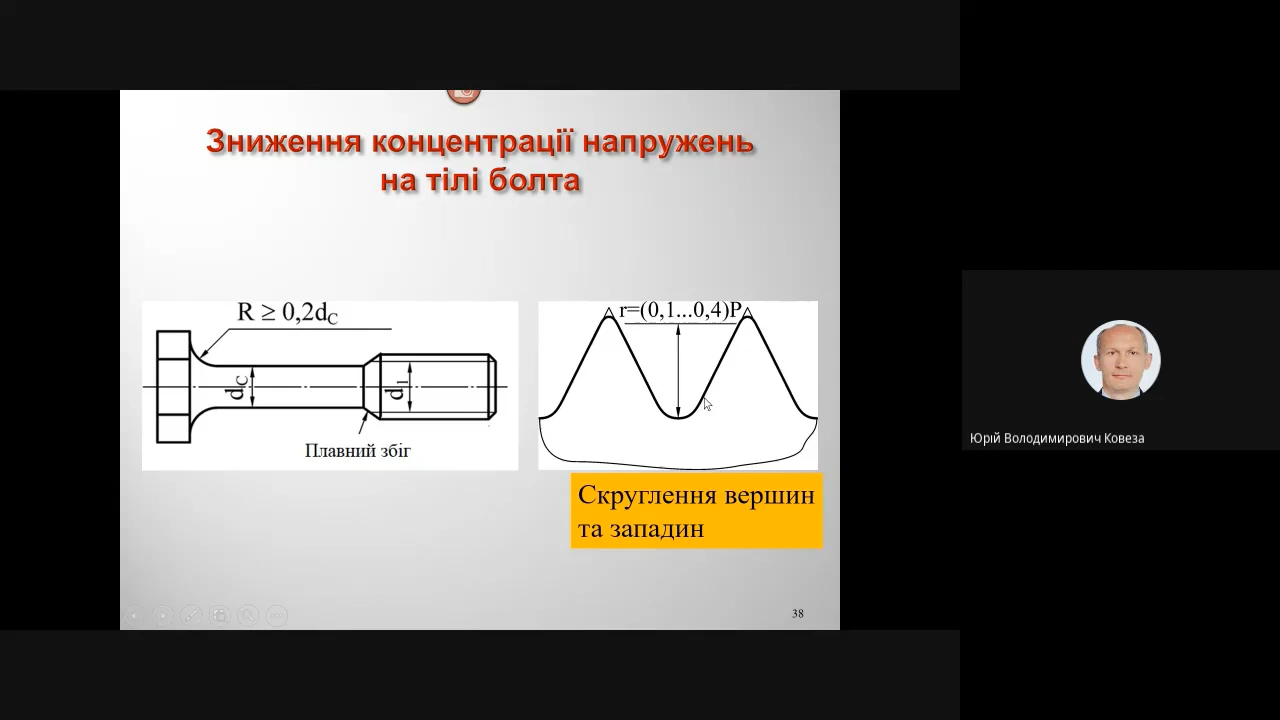 Зниження концентрації напружень
на тілі болта
R ≥ 0,2dC
dC
d1
Плавний збіг
r=(0,1...0,4)P
Скруглення вершин
та западин
38
Юрій Володимирович Ковеза